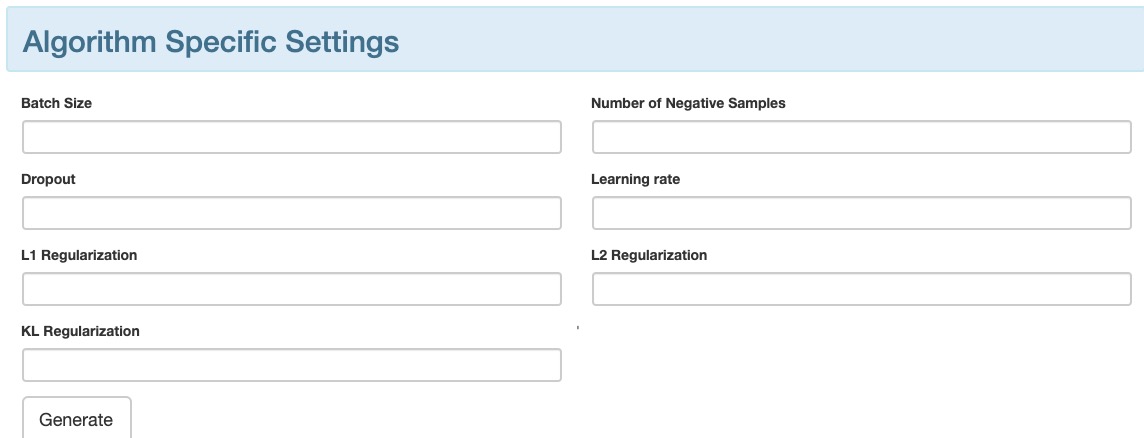 Algorithm Specific Settings
Batch Size
Number of Negative Samples
Dropout
Learning rate
L1 Regularization
L2 Regularization
KL Regularization
Generate